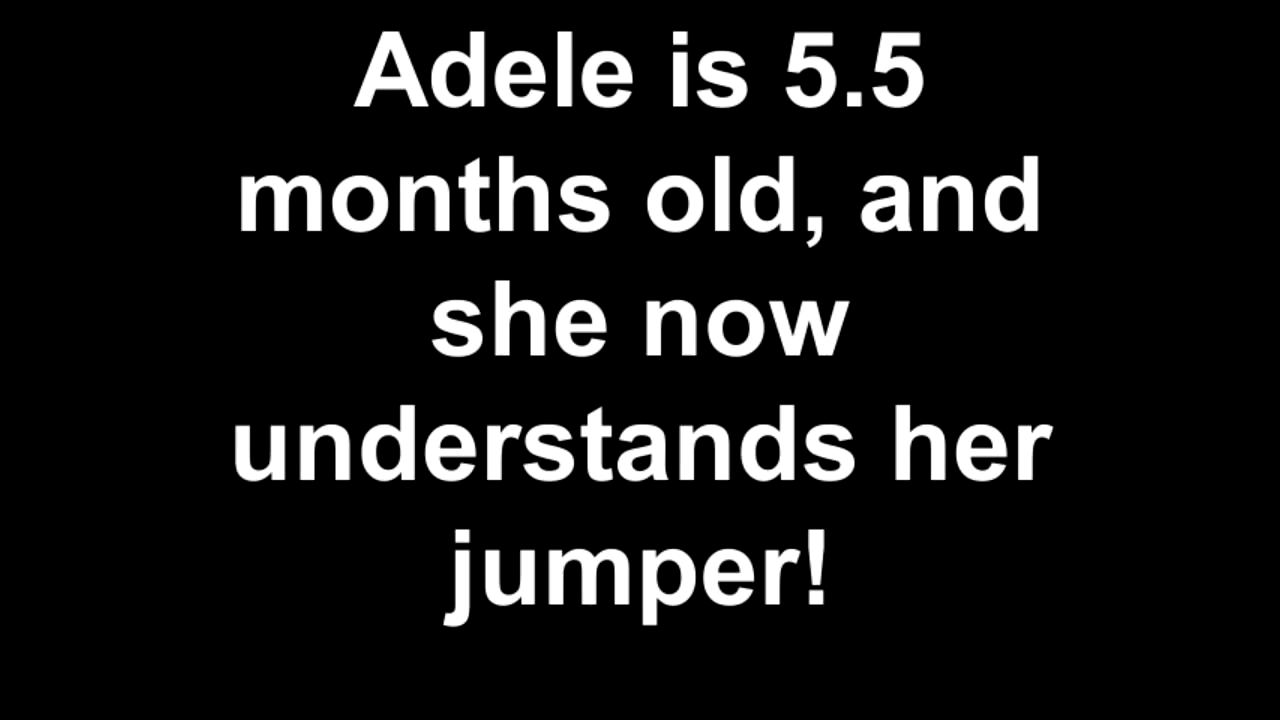 Adele is 5.5
months old, and
she now
understands her
jumper!